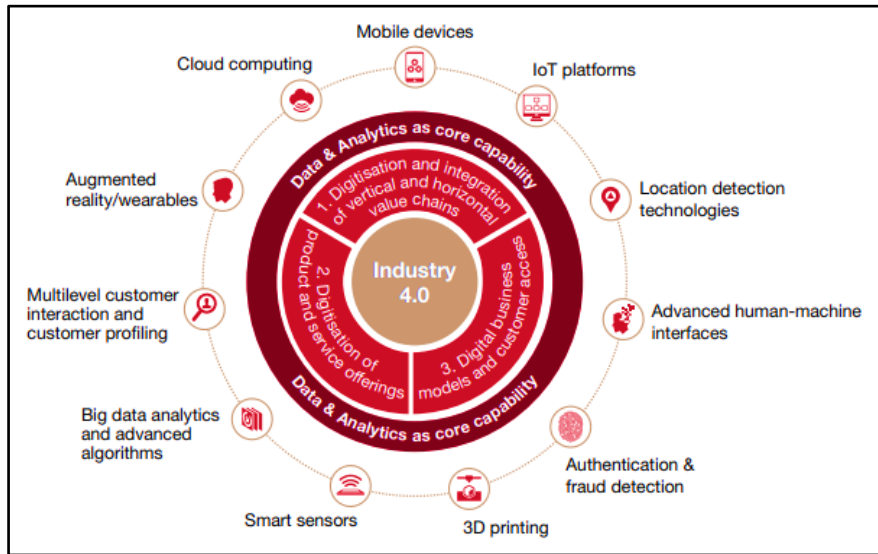 Mobile devices
Cloud computing
IoT platforms
Augmented
reality/wearables
Location detection
technologies
Multilevel customer
interaction and
customer profiling
Advanced human-machine
interfaces
Big data analytics
and advanced
algorithms
Authentication &
fraud detection
Smart sensors
3D printing
Data & Analytics as core capability
1. Digitisation and integration
of vertical and horizontal
value chains
2. Digitisation of
product and service offerings
Industry
4.0
3. Digital business
models and customer access
Data & Analytics as core capability